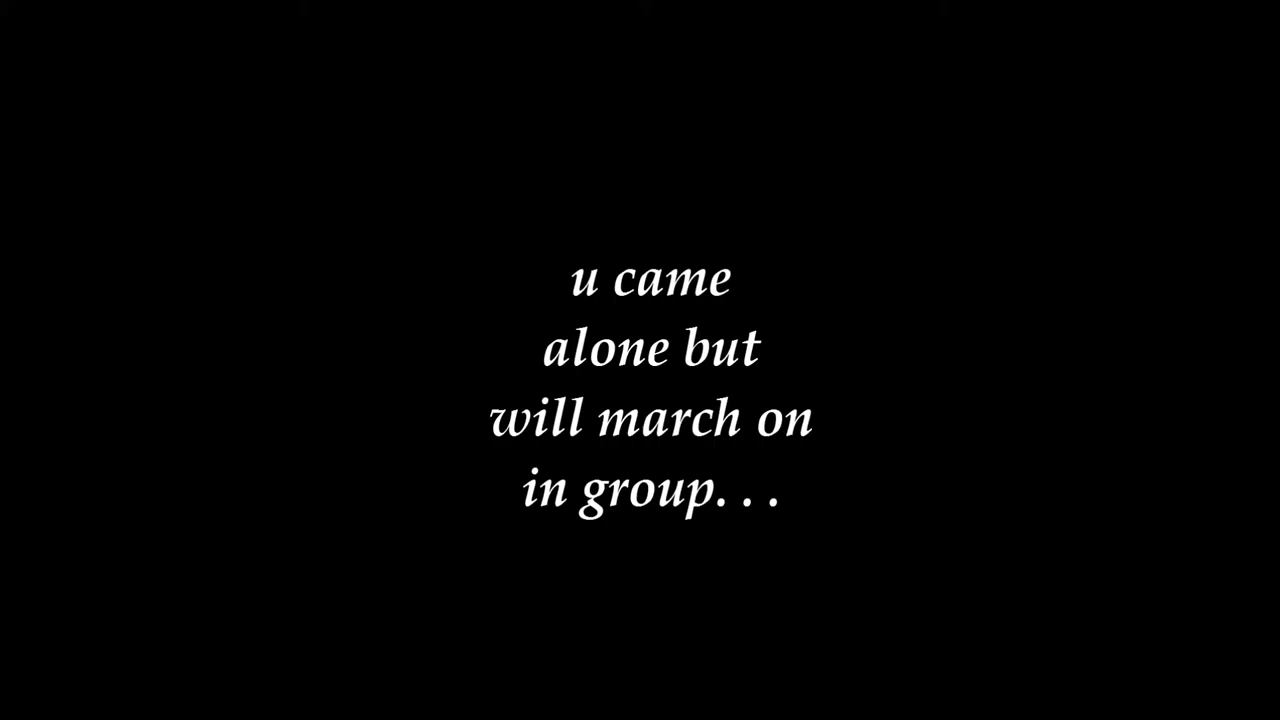 u came
alone but
will march on
in group. . .